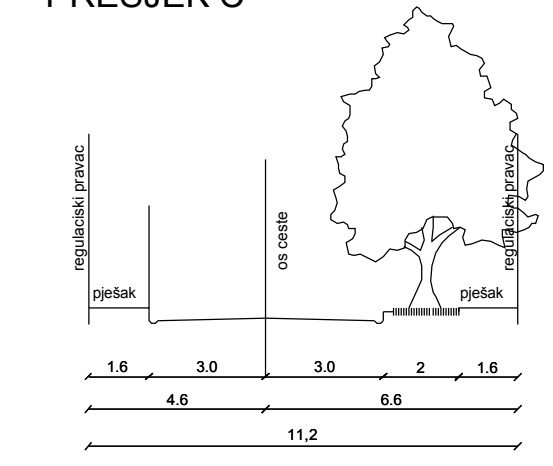 PRESJEK C
regulaciski pravac
os ceste
regulaciski pravac
pješak
pješak
1.6 3.0 3.0 2 1.6
4.6 6.6
11,2